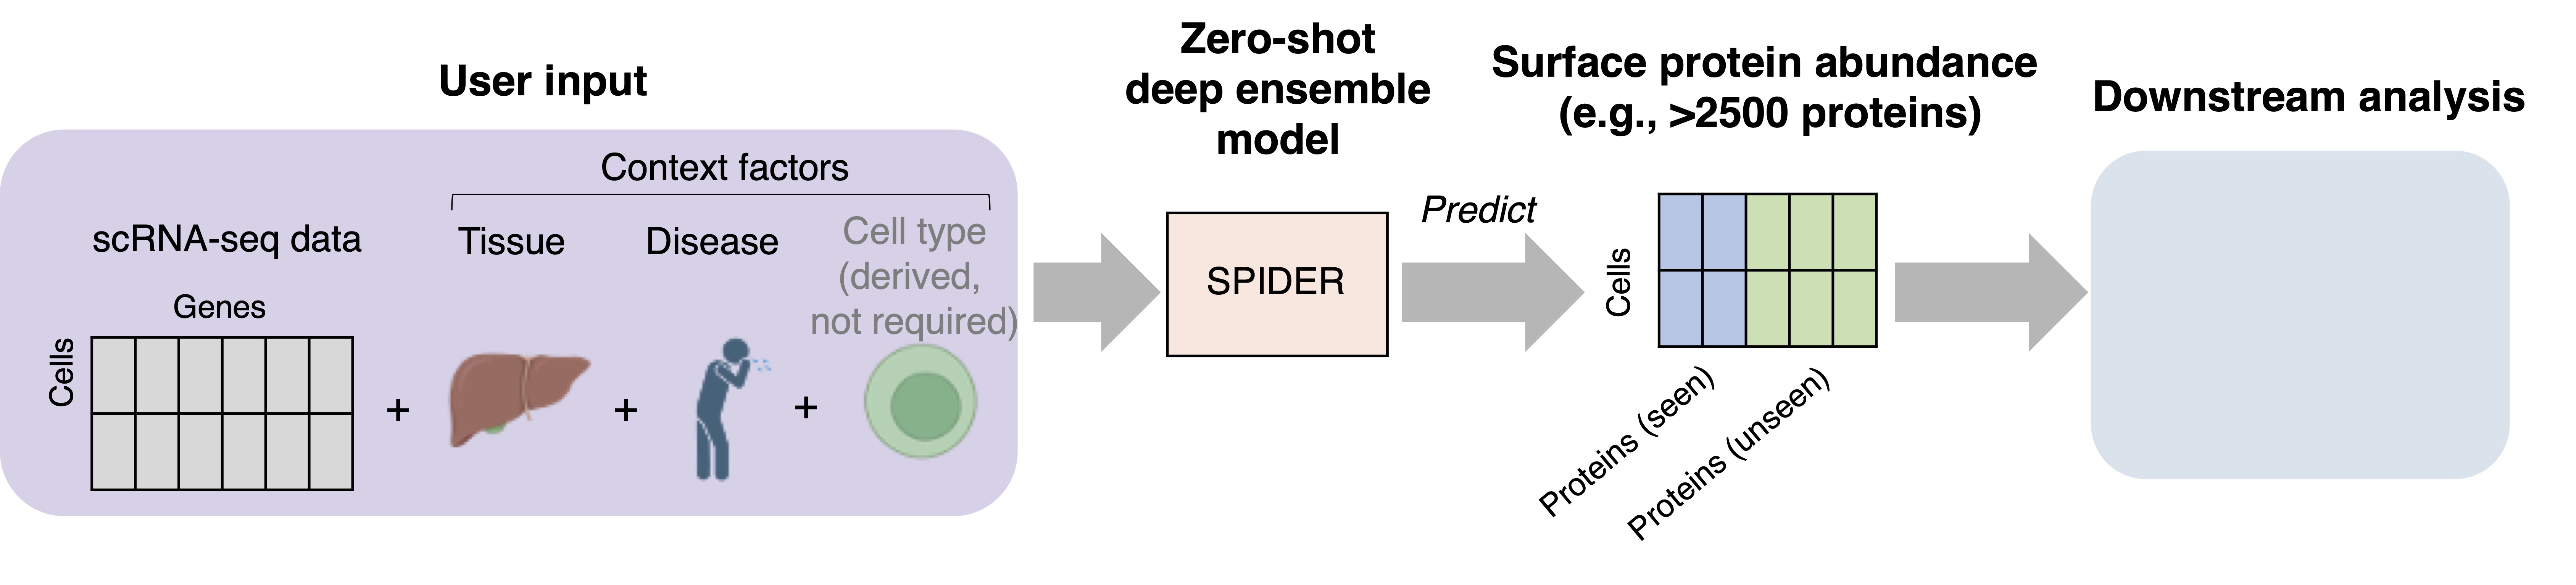 User input
Context factors
scRNA-seq data
Tissue
Disease
Cell type
(derived,
not required)
Genes
Cells
+
+
+
Zero-shot
deep ensemble
model
SPIDER
Predict
Surface protein abundance
(e.g., >2500 proteins)
Cells
Proteins (seen)
Proteins (unseen)
Downstream analysis